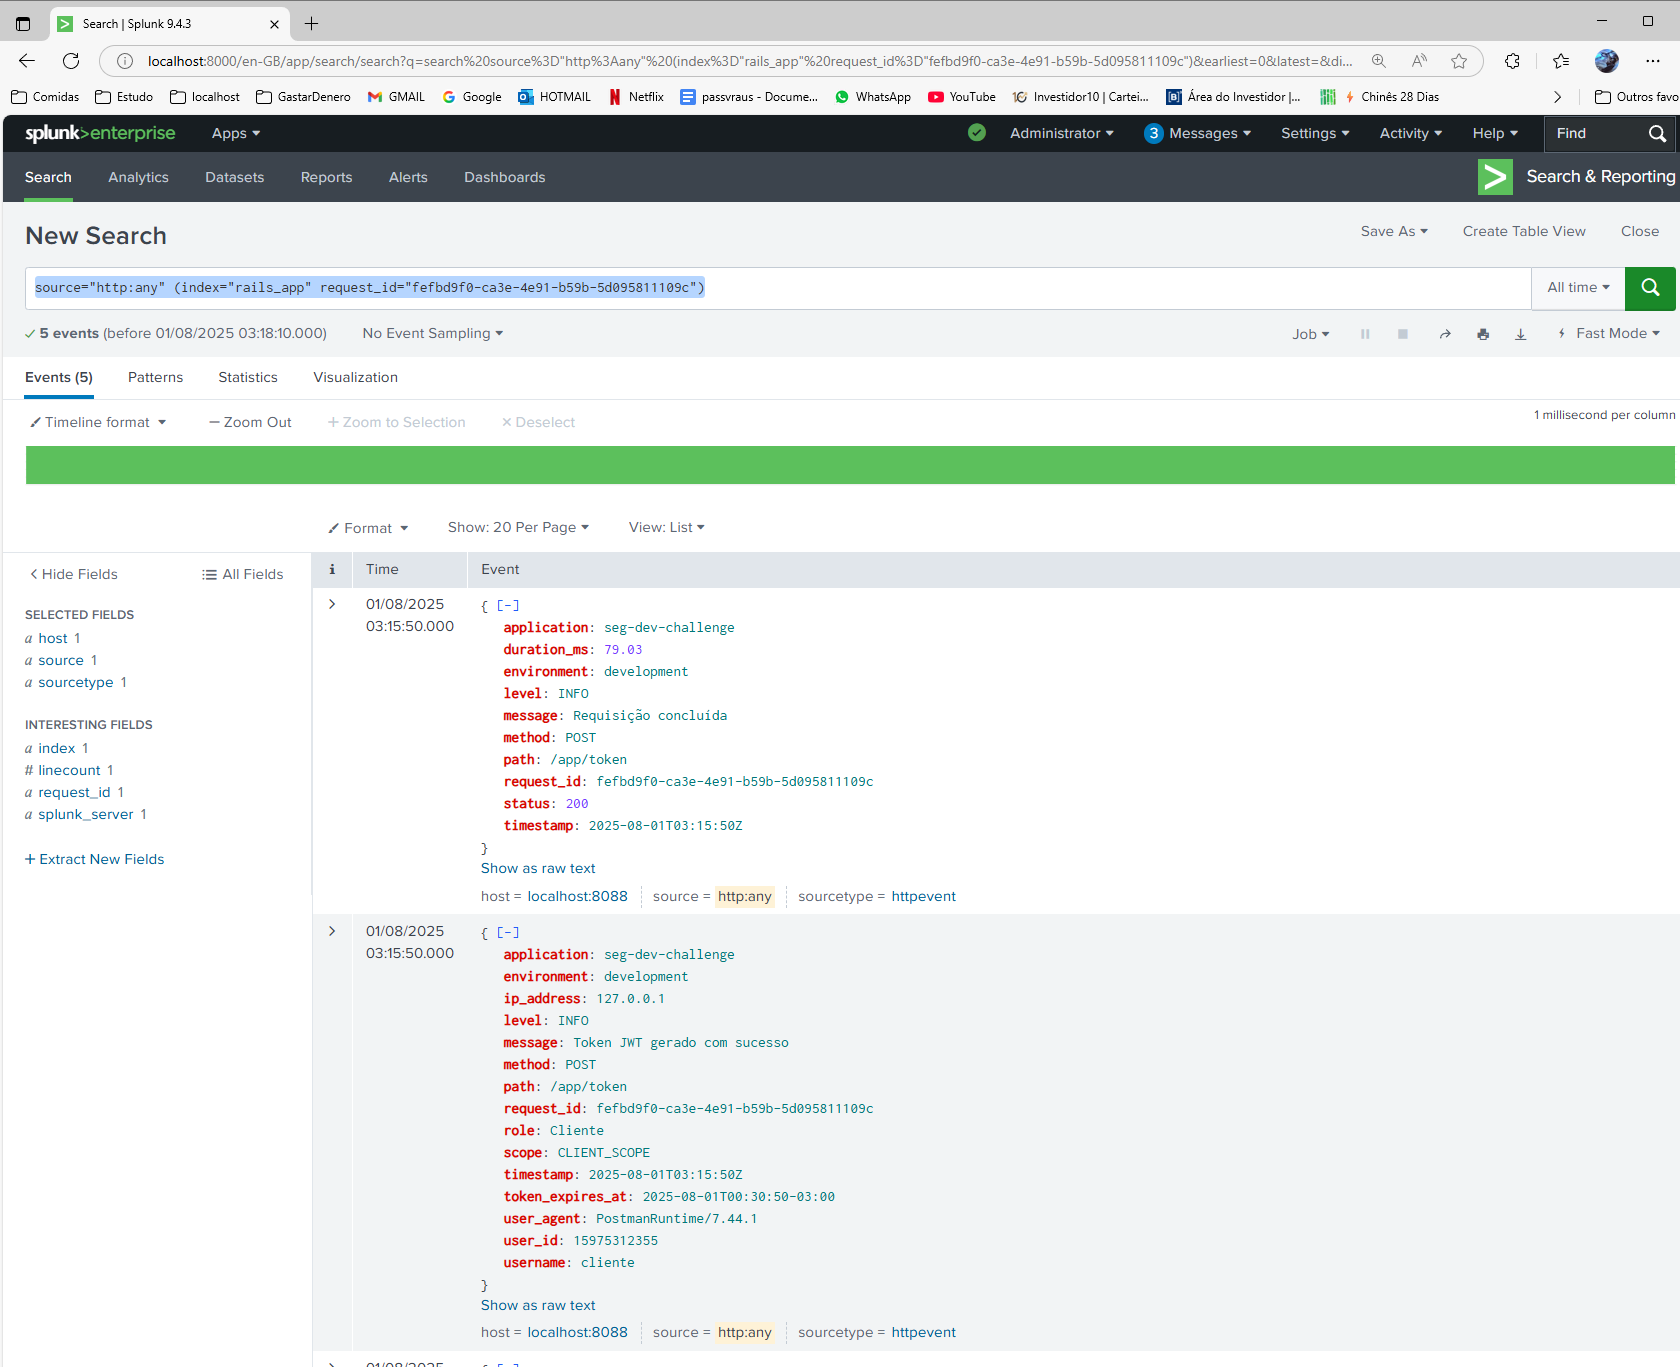 Search | Splunk 9.4.3
localhost:8000/en-GB/app/search/search?q=search%20source%3D"http%3Aany"%20(index%3D"rails_app"%20request_id%3D"fefbd9f0-ca3e-4e91-b59b-5d095811109c")&earliest=0&latest=&di...
Comidas Estudo localhost GastarDenero GMAIL Google HOTMAIL Netflix passvraus - Docume... WhatsApp YouTube Investidor10 | Cartei... Área do Investidor |... Chinês 28 Dias Outros favo
splunk>enterprise Apps Administrator 3 Messages Settings Activity Help Find
Search Analytics Datasets Reports Alerts Dashboards Search & Reporting
New Search Save As Create Table View Close
source="http:any" (index="rails_app" request_id="fefbd9f0-ca3e-4e91-b59b-5d095811109c") All time
5 events (before 01/08/2025 03:18:10.000) No Event Sampling Job Fast Mode
Events (5) Patterns Statistics Visualization
Timeline format — Zoom Out + Zoom to Selection × Deselect 1 millisecond per column
Format Show: 20 Per Page View: List
< Hide Fields All Fields
SELECTED FIELDS
a host 1
a source 1
a sourcetype 1
INTERESTING FIELDS
a index 1
# linecount 1
a request_id 1
a splunk_server 1
+ Extract New Fields
i Time Event
01/08/2025
03:15:50.000
{ [-]
application: seg-dev-challenge
duration_ms: 79.03
environment: development
level: INFO
message: Requisição concluída
method: POST
path: /app/token
request_id: fefbd9f0-ca3e-4e91-b59b-5d095811109c
status: 200
timestamp: 2025-08-01T03:15:50Z
}
Show as raw text
host = localhost:8088 source = http:any sourcetype = httpevent
01/08/2025
03:15:50.000
{ [-]
application: seg-dev-challenge
environment: development
ip_address: 127.0.0.1
level: INFO
message: Token JWT gerado com sucesso
method: POST
path: /app/token
request_id: fefbd9f0-ca3e-4e91-b59b-5d095811109c
role: Cliente
scope: CLIENT_SCOPE
timestamp: 2025-08-01T03:15:50Z
token_expires_at: 2025-08-01T00:30:50-03:00
user_agent: PostmanRuntime/7.44.1
user_id: 15975312355
username: cliente
}
Show as raw text
host = localhost:8088 source = http:any sourcetype = httpevent
01/08/2025 { [-]